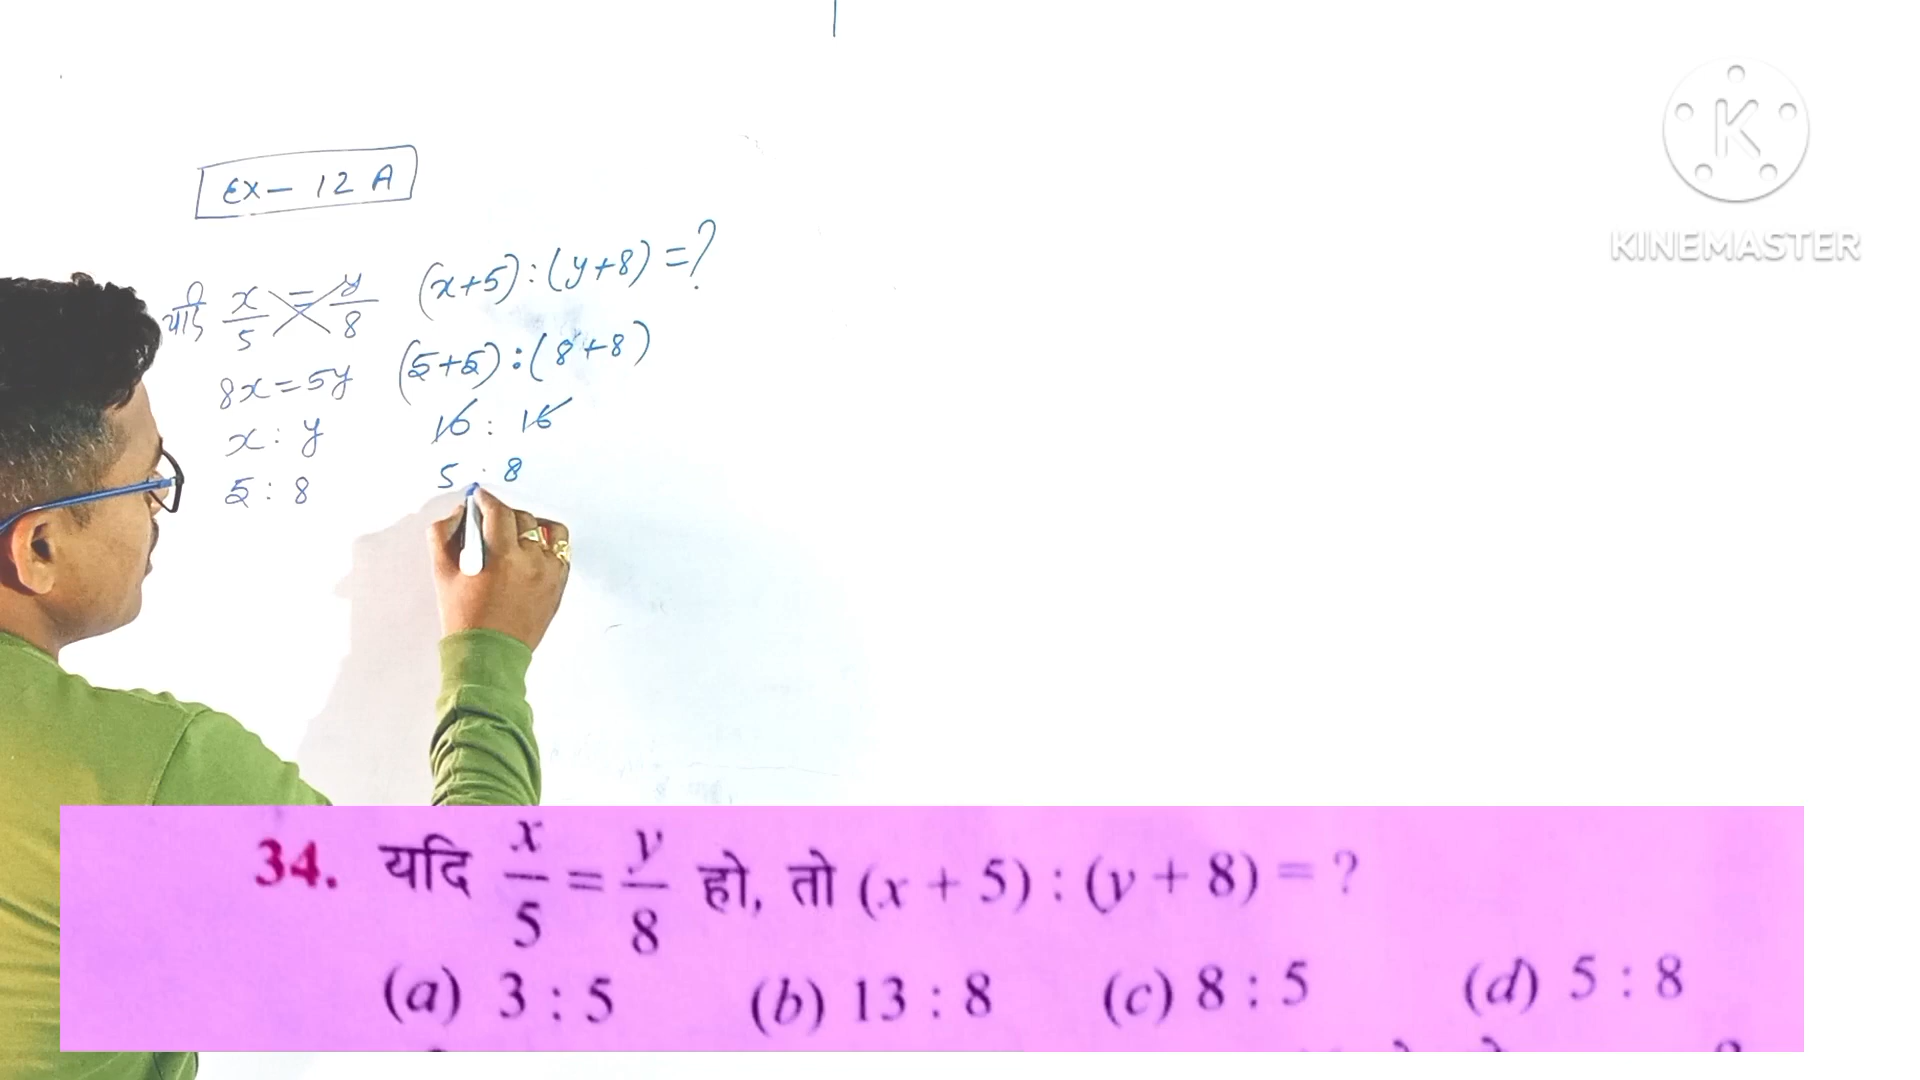 Ex- 12 A
यदि x/5 = y/8 (x+5):(y+8)=?
8x=5y (5+5):(8+8)
x : y 10 : 16
5 : 8 5 : 8
KINEMASTER
34. यदि x/5 = y/8 हो, तो (x + 5) : (y + 8) = ?
(a) 3 : 5 (b) 13 : 8 (c) 8 : 5 (d) 5 : 8